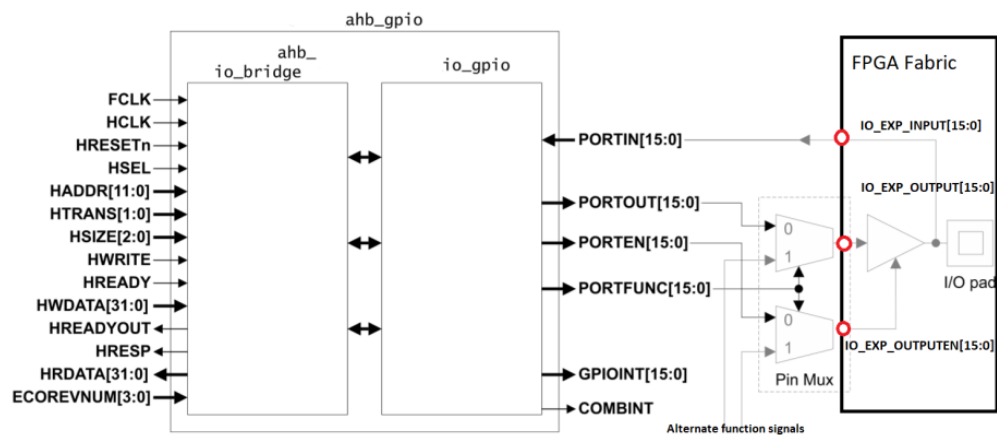 ahb_gpio
ahb_
io_bridge
io_gpio
FPGA Fabric
FCLK
HCLK
HRESETn
HSEL
HADDR[11:0]
HTRANS[1:0]
HSIZE[2:0]
HWRITE
HREADY
HWDATA[31:0]
HREADYOUT
HRESP
HRDATA[31:0]
ECOREVNUM[3:0]
PORTIN[15:0]
PORTOUT[15:0]
PORTEN[15:0]
PORTFUNC[15:0]
GPIOINT[15:0]
COMBINT
0
1
0
1
Pin Mux
Alternate function signals
IO_EXP_INPUT[15:0]
IO_EXP_OUTPUT[15:0]
I/O pad
IO_EXP_OUTPUTEN[15:0]